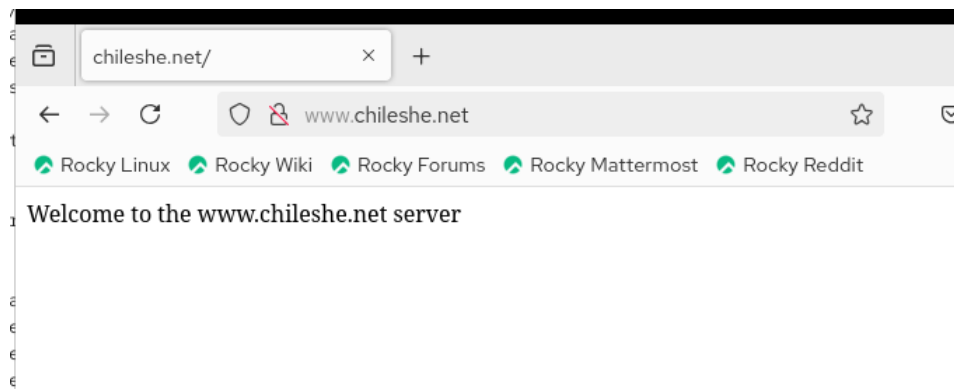 chileshe.net/
www.chileshe.net
Rocky Linux Rocky Wiki Rocky Forums Rocky Mattermost Rocky Reddit
Welcome to the www.chileshe.net server